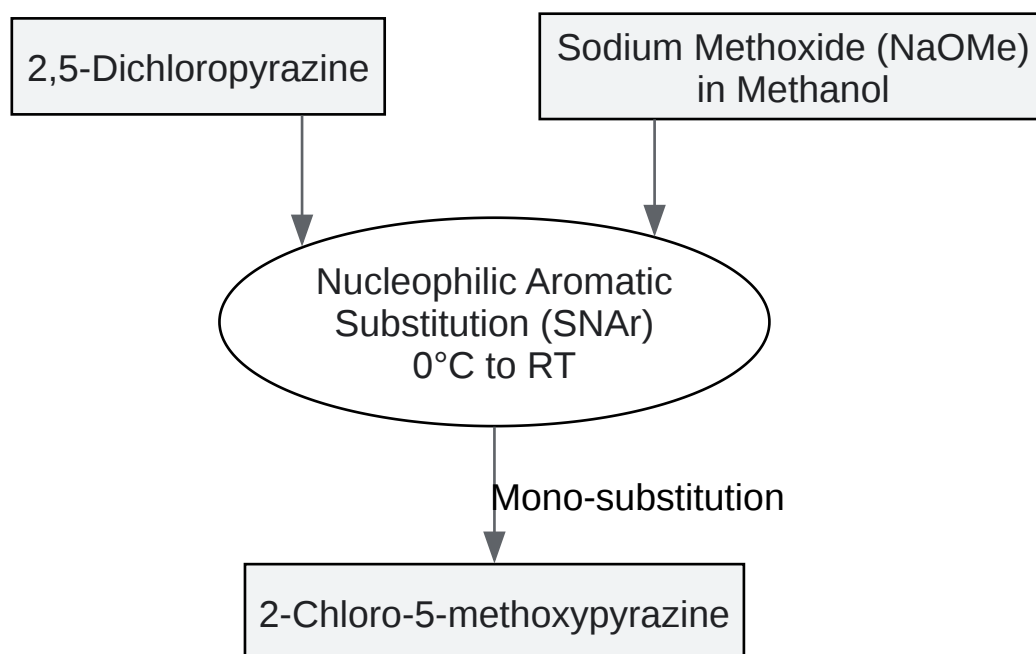 2,5-Dichloropyrazine
Sodium Methoxide (NaOMe)
in Methanol
Nucleophilic Aromatic
Substitution (SNAr)
0°C to RT
Mono-substitution
2-Chloro-5-methoxypyrazine